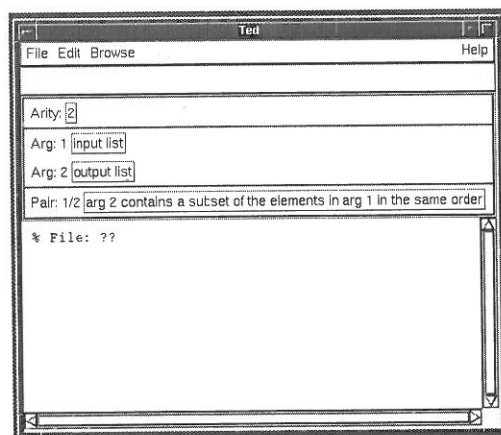 Ted
File Edit Browse Help
Arity: 2
Arg: 1 input list
Arg: 2 output list
Pair: 1/2 arg 2 contains a subset of the elements in arg 1 in the same order
% File: ??